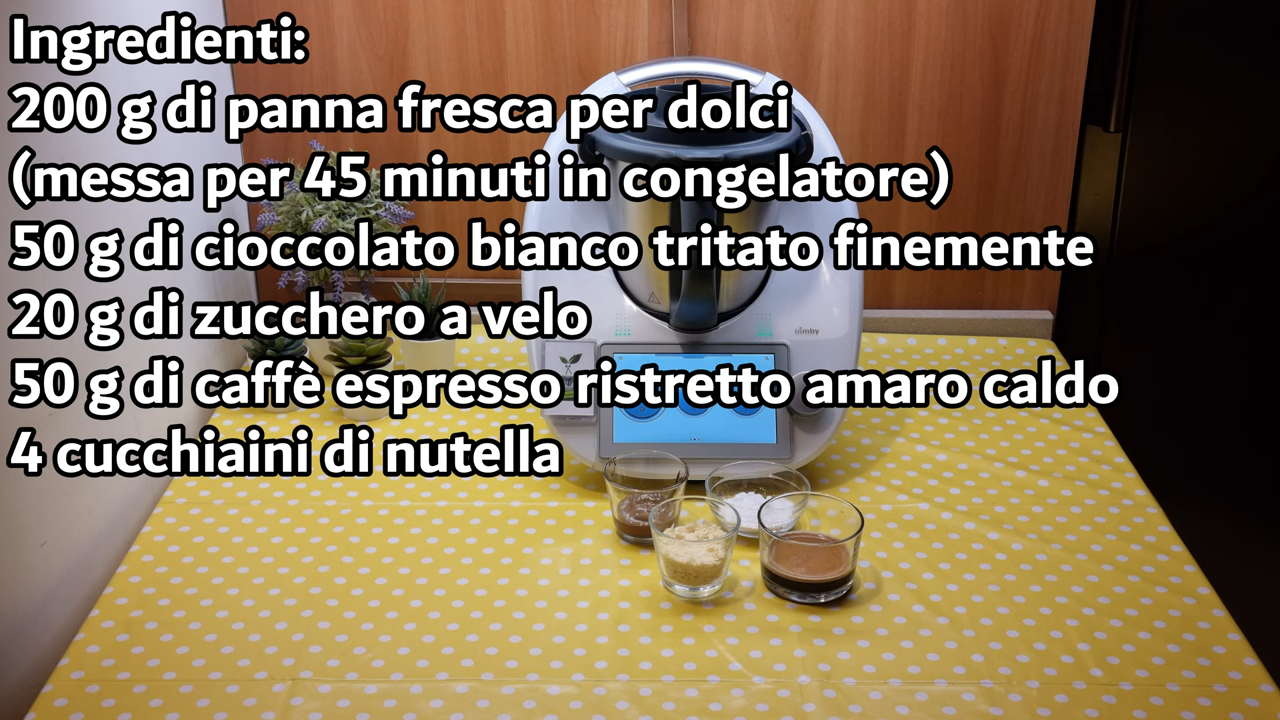 Ingredienti:
200 g di panna fresca per dolci
(messa per 45 minuti in congelatore)
50 g di cioccolato bianco tritato finemente
20 g di zucchero a velo
50 g di caffè espresso ristretto amaro caldo
4 cucchiaini di nutella